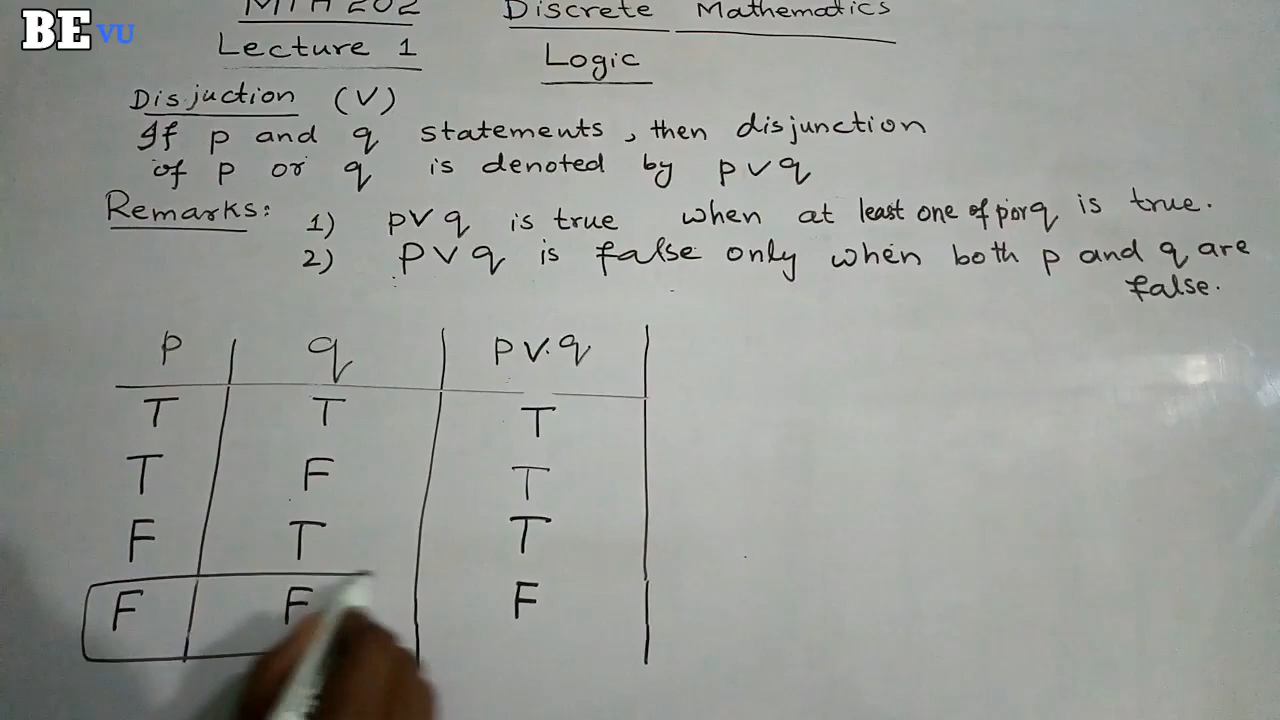 BE VU
MTH202 Discrete Mathematics
Lecture 1 Logic
Disjuction (V)
If p and q statements, then disjunction
of p or q is denoted by p v q
Remarks: 1) p v q is true when at least one of p or q is true.
2) p v q is false only when both p and q are
false.
p q p v. q
T T T
T F T
F T T
F F F